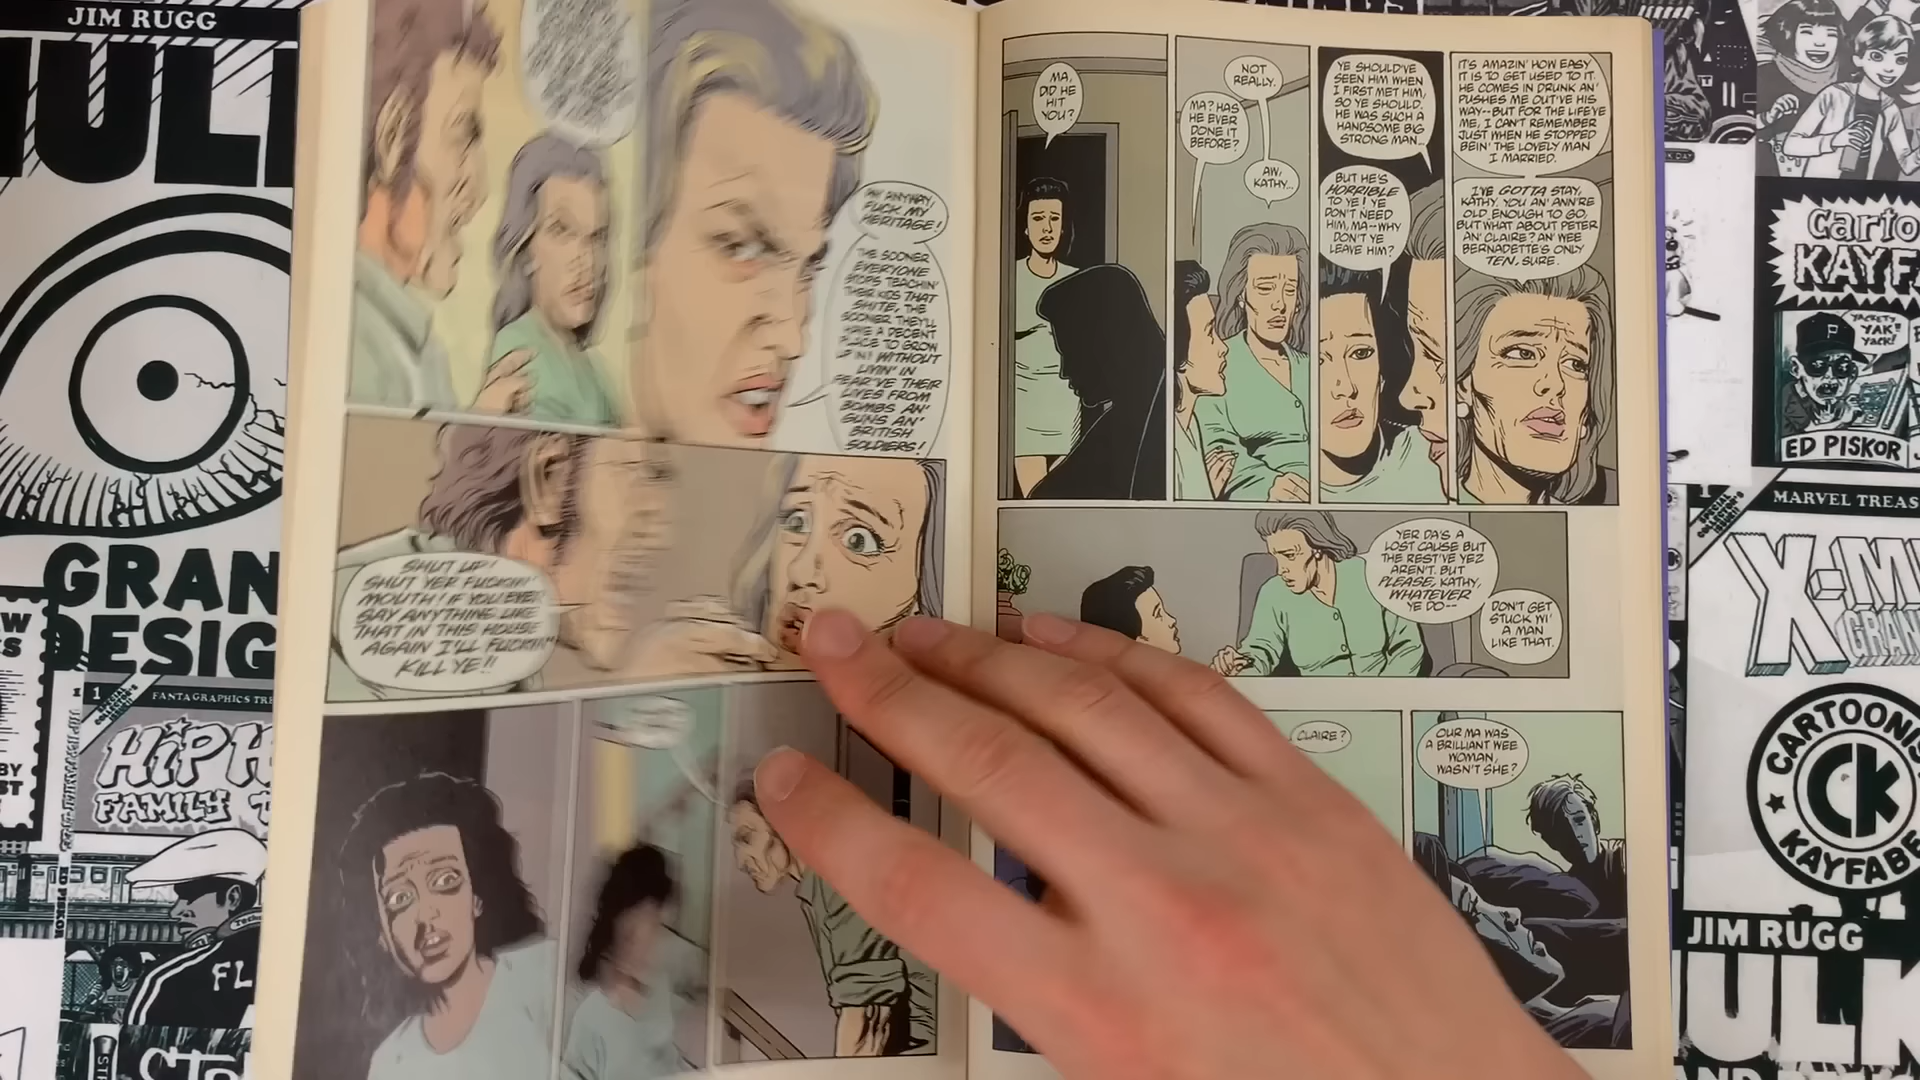 JIM RUGG
GRAN
DESIG
1
FANTAGRAPHICS TRE
HIP H
FAMILY T
ED PISKOR
FL
AY ANYWAY,
FUCK MY
HERITAGE!
THE SOONER
EVERYONE
STOPS TEACHIN'
THEIR KIDS THAT
SHITE, THE
SOONER THEY'LL
HAVE A DECENT
PLACE TO GROW
UP IN! WITHOUT
LIVIN' IN
FEAR'VE THEIR
LIVES FROM
BOMBS AN'
GUNS AN'
BRITISH
SOLDIERS!
SHUT UP!
SHUT YER FUCKIN'
MOUTH! IF YOU EVER
SAY ANYTHING LIKE
THAT IN THIS HOUSE
AGAIN I'LL FUCKIN'
KILL YE!!
MA,
DID HE
HIT
YOU?
NOT
REALLY.
MA? HAS
HE EVER
DONE IT
BEFORE?
AW,
KATHY...
YE SHOULD'VE
SEEN HIM WHEN
I FIRST MET HIM,
SO YE SHOULD.
HE WAS SUCH A
HANDSOME BIG
STRONG MAN...
BUT HE'S
HORRIBLE
TO YE! YE
DON'T NEED
HIM, MA--WHY
DON'T YE
LEAVE HIM?
IT'S AMAZIN' HOW EASY
IT IS TO GET USED TO IT.
HE COMES IN DRUNK AN'
PUSHES ME OUT'VE HIS
WAY--BUT FOR THE LIFE'VE
ME, I CAN'T REMEMBER
JUST WHEN HE STOPPED
BEIN' THE LOVELY MAN
I MARRIED.
I'VE GOTTA STAY,
KATHY. YOU AN' ANN'RE
OLD ENOUGH TO GO,
BUT WHAT ABOUT PETER
AN' CLAIRE? AN' WEE
BERNADETTE'S ONLY
TEN, SURE.
YER DA'S A
LOST CAUSE BUT
THE REST'VE YEZ
AREN'T. BUT
PLEASE, KATHY,
WHATEVER
YE DO--
DON'T GET
STUCK WI'
A MAN
LIKE THAT.
CLAIRE?
OUR MA WAS
A BRILLIANT WEE
WOMAN,
WASN'T SHE?
Carto
KAYFA
"YACKETY
YAK"
P
ED PISKOR
1
MARVEL TREAS
X-M
GRAN
CARTOONIS
CK
KAYFABE
JIM RUGG